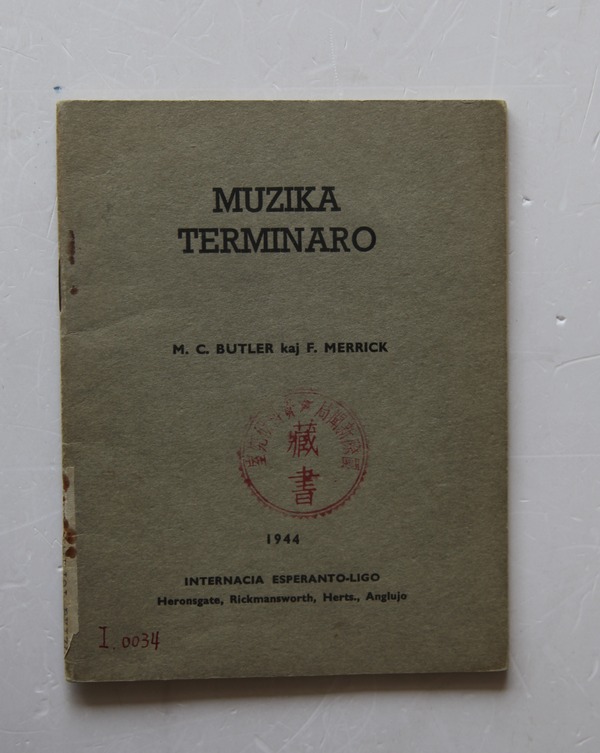 MUZIKA
TERMINARO
M. C. BUTLER kaj F. MERRICK
藏
書
1944
INTERNACIA ESPERANTO-LIGO
Heronsgate, Rickmansworth, Herts., Anglujo
I.0034